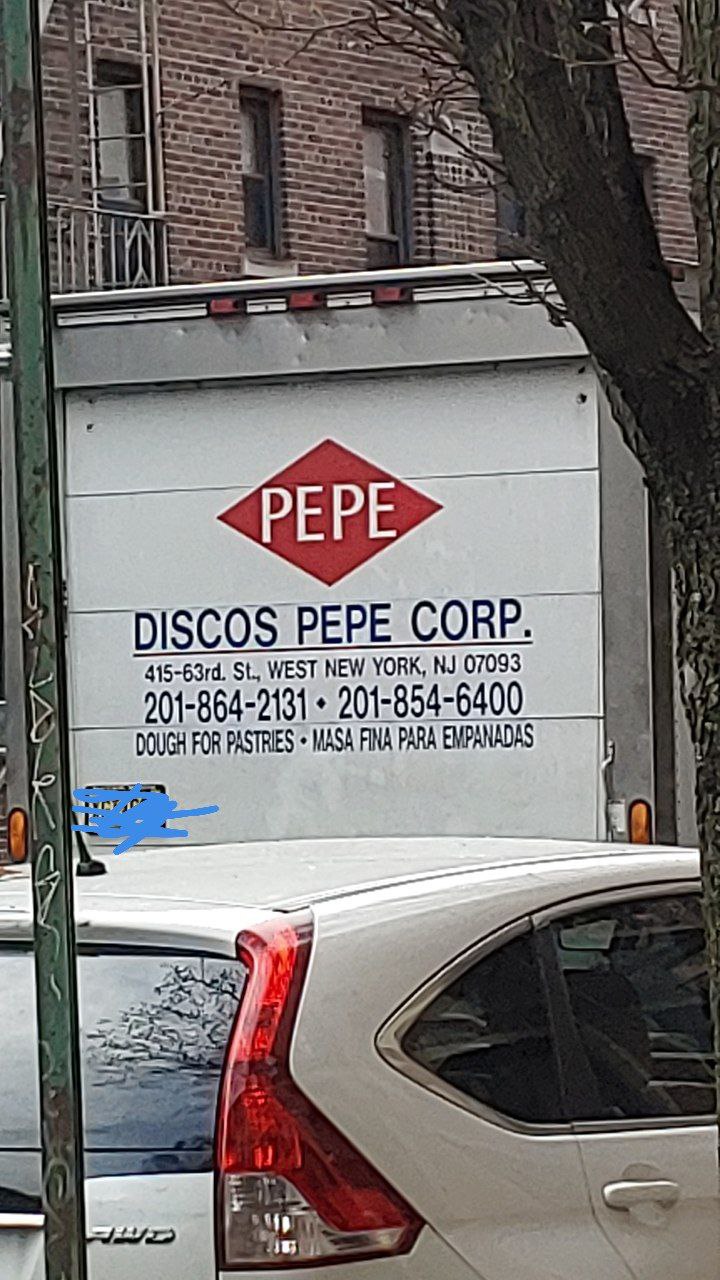 PEPE
DISCOS PEPE CORP.
415-63rd. St., WEST NEW YORK, NJ 07093
201-864-2131 • 201-854-6400
DOUGH FOR PASTRIES • MASA FINA PARA EMPANADAS
AWD